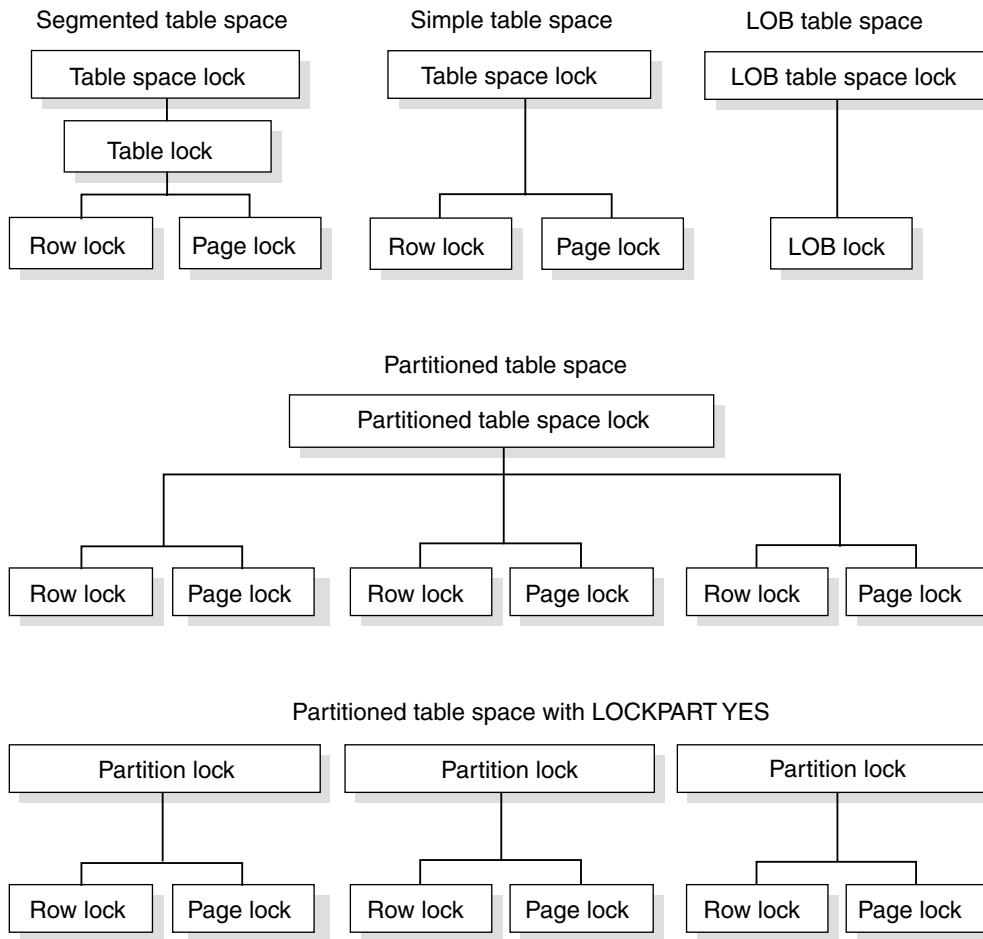 Segmented table space
Simple table space
LOB table space
Table space lock
Table space lock
LOB table space lock
Table lock
Row lock
Page lock
Row lock
Page lock
LOB lock
Partitioned table space
Partitioned table space lock
Row lock
Page lock
Row lock
Page lock
Row lock
Page lock
Partitioned table space with LOCKPART YES
Partition lock
Partition lock
Partition lock
Row lock
Page lock
Row lock
Page lock
Row lock
Page lock